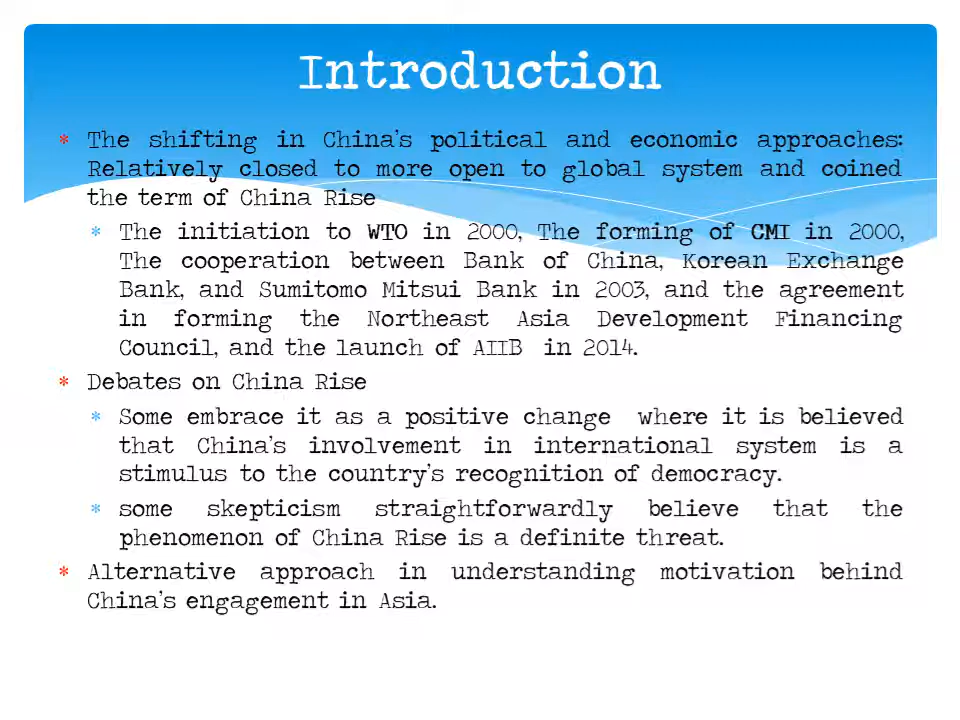 Introduction
* The shifting in China's political and economic approaches:
Relatively closed to more open to global system and coined
the term of China Rise
* The initiation to WTO in 2000, The forming of CMI in 2000,
The cooperation between Bank of China, Korean Exchange
Bank, and Sumitomo Mitsui Bank in 2003, and the agreement
in forming the Northeast Asia Development Financing
Council, and the launch of AIIB in 2014.
* Debates on China Rise
* Some embrace it as a positive change where it is believed
that China's involvement in international system is a
stimulus to the country's recognition of democracy.
* some skepticism straightforwardly believe that the
phenomenon of China Rise is a definite threat.
* Alternative approach in understanding motivation behind
China's engagement in Asia.